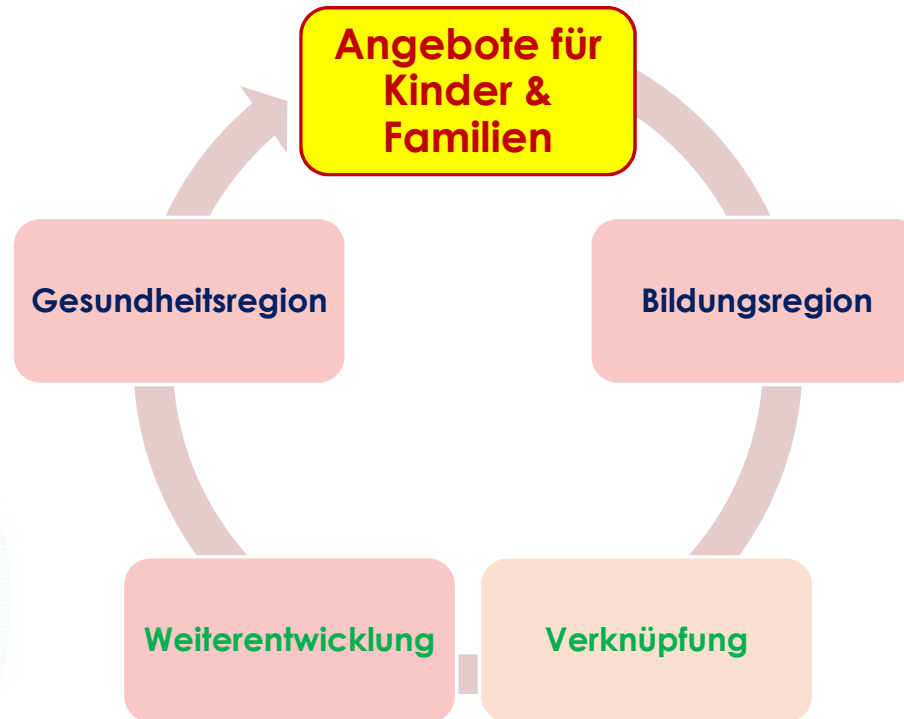 Angebote für
Kinder &
Familien
Gesundheitsregion
Bildungsregion
Weiterentwicklung
Verknüpfung